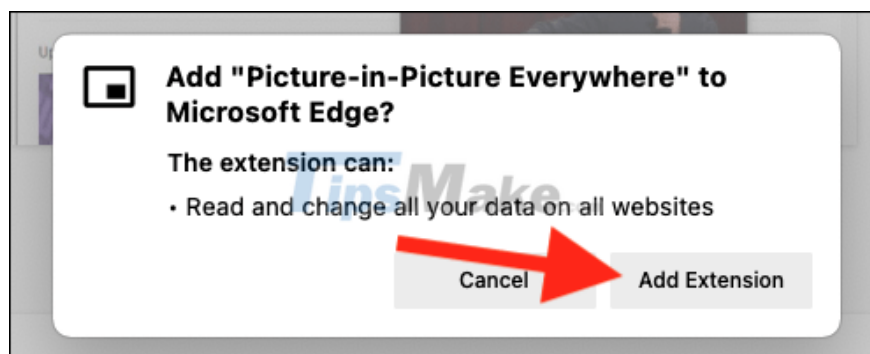 Up
Add "Picture-in-Picture Everywhere" to
Microsoft Edge?
The extension can:
TipsMake
• Read and change all your data on all websites
Cancel
Add Extension